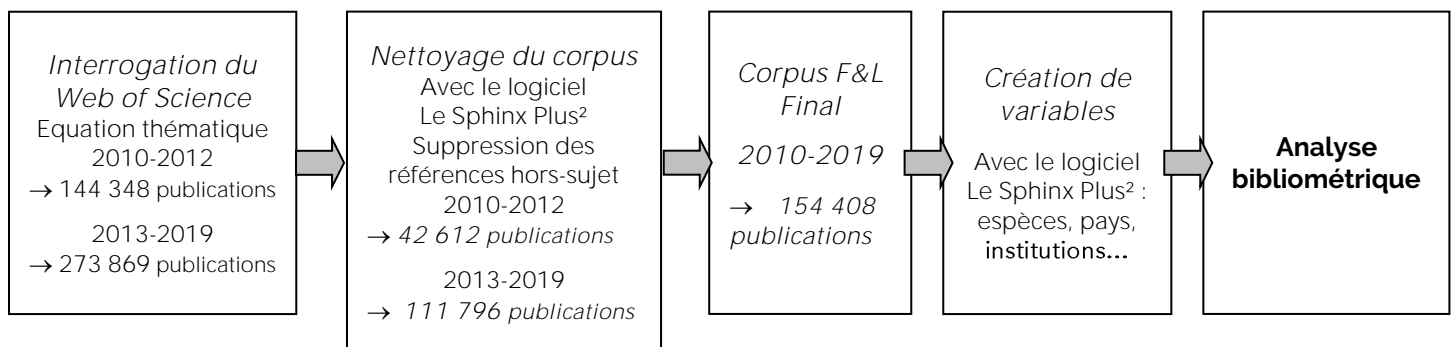 Interrogation du
Web of Science
Equation thématique
2010-2012
→ 144 348 publications
2013-2019
→ 273 869 publications
Nettoyage du corpus
Avec le logiciel
Le Sphinx Plus²
Suppression des
références hors-sujet
2010-2012
→ 42 612 publications
2013-2019
→ 111 796 publications
Corpus F&L
Final
2010-2019
→ 154 408
publications
Création de
variables
Avec le logiciel
Le Sphinx Plus² :
espèces, pays,
institutions...
Analyse
bibliométrique